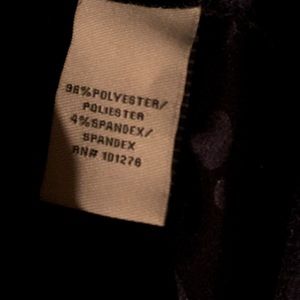 96%POLYESTER/
POLIESTER
4%SPANDEX/
SPANDEX
RN# 101276